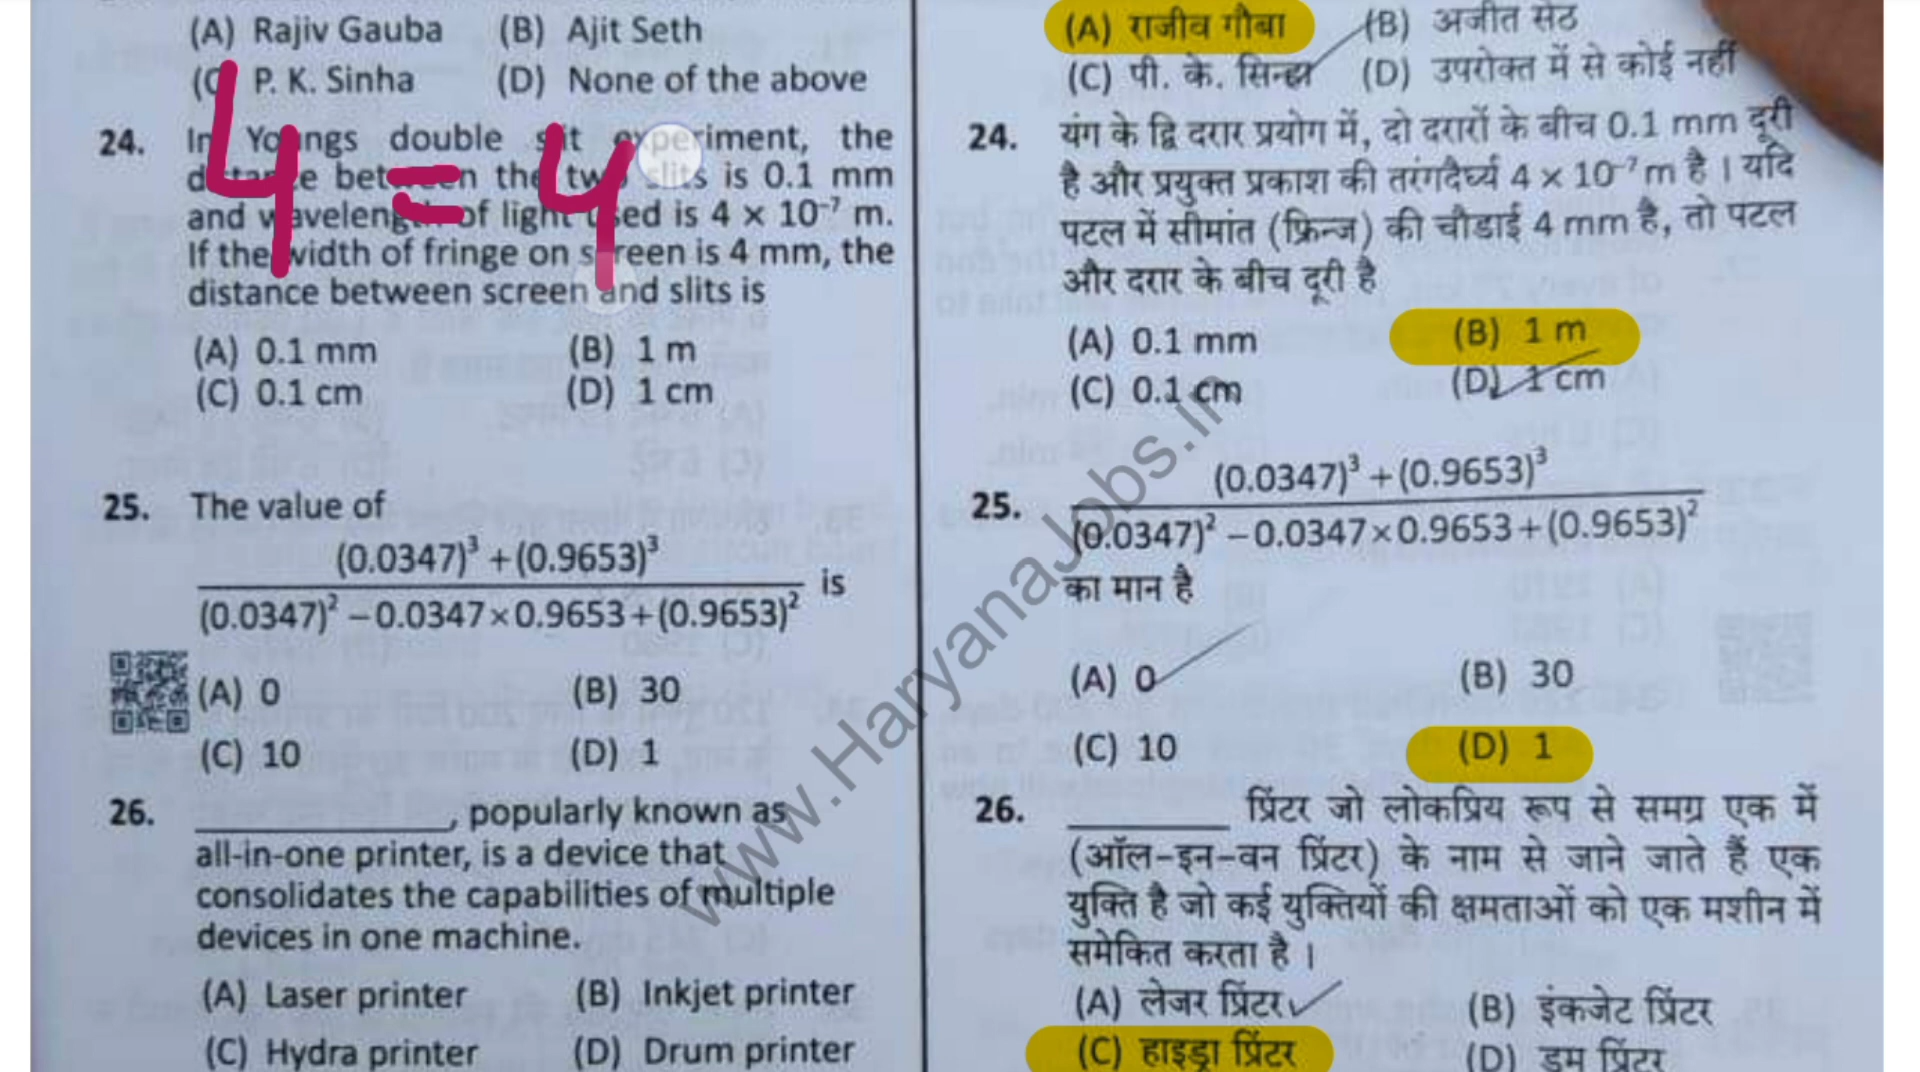 (A) Rajiv Gauba (B) Ajit Seth
(C) P. K. Sinha (D) None of the above
24. In Youngs double slit experiment, the
distance between the two slits is 0.1 mm
and wavelength of light used is 4 × 10⁻⁷ m.
If the width of fringe on screen is 4 mm, the
distance between screen and slits is
(A) 0.1 mm (B) 1 m
(C) 0.1 cm (D) 1 cm
4 = 4
25. The value of
(0.0347)³ + (0.9653)³
(0.0347)² − 0.0347 × 0.9653 + (0.9653)² is
(A) 0 (B) 30
(C) 10 (D) 1
26. ____________, popularly known as
all-in-one printer, is a device that
consolidates the capabilities of multiple
devices in one machine.
(A) Laser printer (B) Inkjet printer
(C) Hydra printer (D) Drum printer
(A) राजीव गौबा (B) अजीत सेठ
(C) पी. के. सिन्हा (D) उपरोक्त में से कोई नहीं
24. यंग के द्वि दरार प्रयोग में, दो दरारों के बीच 0.1 mm दूरी
है और प्रयुक्त प्रकाश की तरंगदैर्ध्य 4 × 10⁻⁷ m है । यदि
पटल में सीमांत (फ्रिन्ज) की चौडाई 4 mm है, तो पटल
और दरार के बीच दूरी है
(A) 0.1 mm (B) 1 m
(C) 0.1 cm (D) 1 cm
25. (0.0347)³ + (0.9653)³
(0.0347)² − 0.0347 × 0.9653 + (0.9653)²
का मान है
(A) 0 (B) 30
(C) 10 (D) 1
26. ________ प्रिंटर जो लोकप्रिय रूप से समग्र एक में
(ऑल-इन-वन प्रिंटर) के नाम से जाने जाते हैं एक
युक्ति है जो कई युक्तियों की क्षमताओं को एक मशीन में
समेकित करता है ।
(A) लेजर प्रिंटर (B) इंकजेट प्रिंटर
(C) हाइड्रा प्रिंटर (D) ड्रम प्रिंटर
www.HaryanaJobs.in